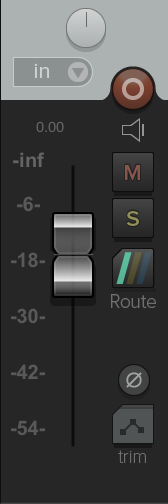 in
0.00
-inf
-6-
M
S
-18-
Route
-30-
Ø
-42-
-54-
trim